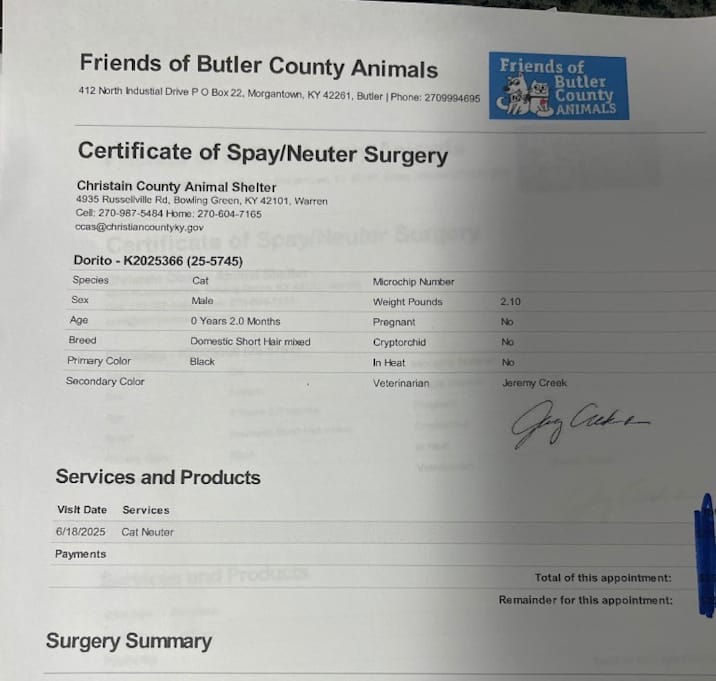 Friends of Butler County Animals
412 North Industial Drive P O Box 22, Morgantown, KY 42261, Butler | Phone: 2709994695
Friends of
Butler
County
ANIMALS
Certificate of Spay/Neuter Surgery
Christain County Animal Shelter
4935 Russellville Rd, Bowling Green, KY 42101, Warren
Cell: 270-987-5484 Home: 270-604-7165
ccas@christiancountyky.gov
Dorito - K2025366 (25-5745)
Species Cat Microchip Number
Sex Male Weight Pounds 2.10
Age 0 Years 2.0 Months Pregnant No
Breed Domestic Short Hair mixed Cryptorchid No
Primary Color Black In Heat No
Secondary Color Veterinarian Jeremy Creek
Services and Products
Visit Date Services
6/18/2025 Cat Neuter
Payments
Total of this appointment:
Remainder for this appointment:
Surgery Summary